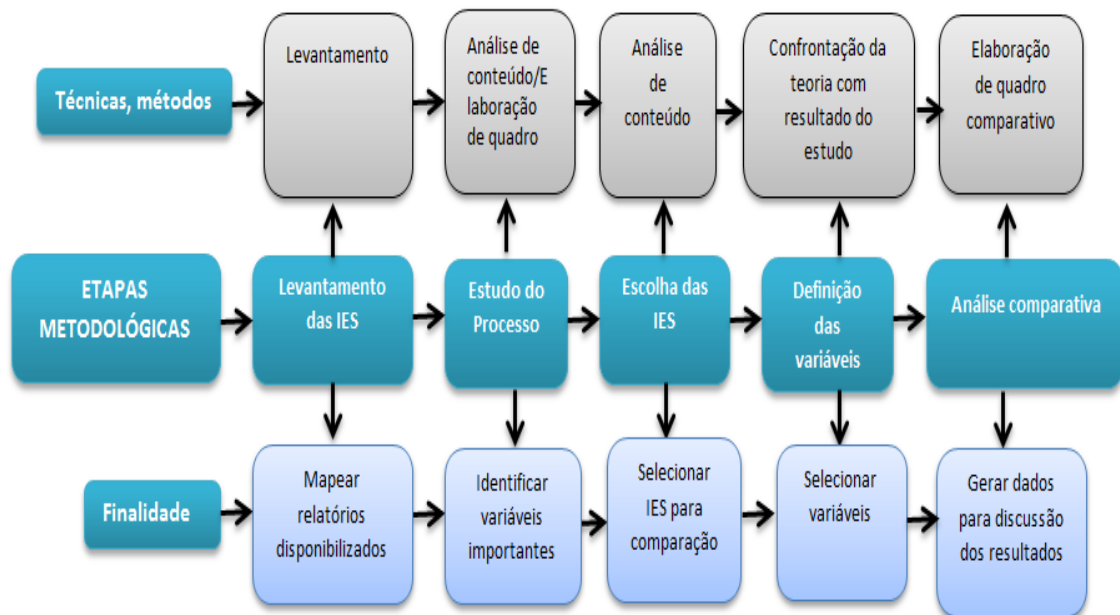 Técnicas, métodos
Levantamento
Análise de
conteúdo/E
laboração
de quadro
Análise
de
conteúdo
Confrontação da
teoria com
resultado do
estudo
Elaboração
de quadro
comparativo
ETAPAS
METODOLÓGICAS
Levantamento
das IES
Estudo do
Processo
Escolha das
IES
Definição
das
variáveis
Análise comparativa
Finalidade
Mapear
relatórios
disponibilizados
Identificar
variáveis
importantes
Selecionar
IES para
comparação
Selecionar
variáveis
Gerar dados
para discussão
dos resultados